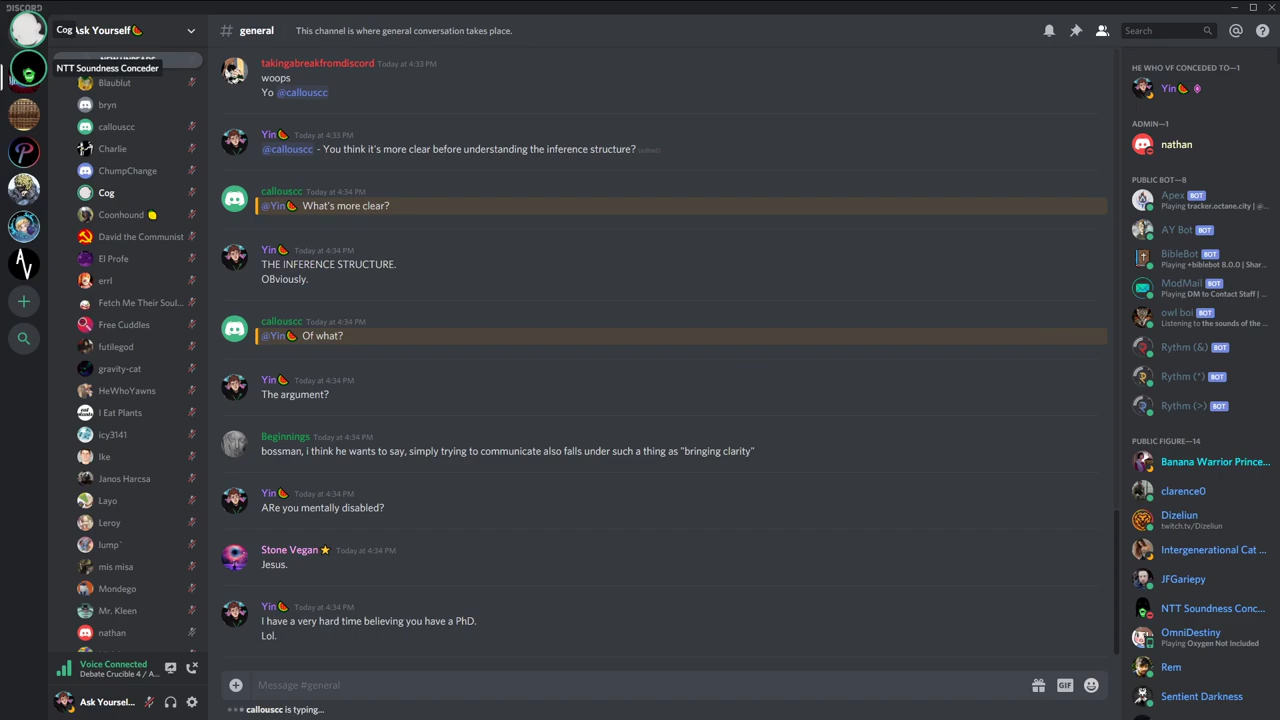 DISCORD
Cog
Ask Yourself🍉
NTT Soundness Conceder
NEW UNREADS
Blaublut
bryn
callouscc
Charlie
ChumpChange
Cog
Coonhound 🍋
David the Communist
El Profe
errl
Fetch Me Their Soul...
Free Cuddles
futilegod
gravity-cat
HeWhoYawns
I Eat Plants
icy3141
Ike
Janos Harcsa
Layo
Leroy
lump`
mis misa
Mondego
Mr. Kleen
nathan
Voice Connected
Debate Crucible 4 / A...
Ask Yoursel...
# general
This channel is where general conversation takes place.
Search
takingabreakfromdiscord Today at 4:33 PM
woops
Yo @callouscc
Yin🍉 Today at 4:33 PM
@callouscc - You think it's more clear before understanding the inference structure? (edited)
callouscc Today at 4:34 PM
@Yin🍉 What's more clear?
Yin🍉 Today at 4:34 PM
THE INFERENCE STRUCTURE.
OBviously.
callouscc Today at 4:34 PM
@Yin🍉 Of what?
Yin🍉 Today at 4:34 PM
The argument?
Beginnings Today at 4:34 PM
bossman, i think he wants to say, simply trying to communicate also falls under such a thing as "bringing clarity"
Yin🍉 Today at 4:34 PM
ARe you mentally disabled?
Stone Vegan⭐ Today at 4:34 PM
Jesus.
Yin🍉 Today at 4:34 PM
I have a very hard time believing you have a PhD.
Lol.
Message #general
GIF
callouscc is typing...
HE WHO VF CONCEDED TO—1
Yin🍉
ADMIN—1
nathan
PUBLIC BOT—8
Apex BOT
Playing tracker.octane.city | @...
AY Bot BOT
BibleBot BOT
Playing +biblebot 8.0.0 | Shar...
ModMail BOT
Playing DM to Contact Staff | ...
owl boi BOT
Listening to the sounds of the ...
Rythm (&) BOT
Rythm (^) BOT
Rythm (>) BOT
PUBLIC FIGURE—14
Banana Warrior Prince...
clarence0
Dizeliun
twitch.tv/Dizeliun
Intergenerational Cat ...
JFGariepy
NTT Soundness Conc...
OmniDestiny
Playing Oxygen Not Included
Rem
Sentient Darkness